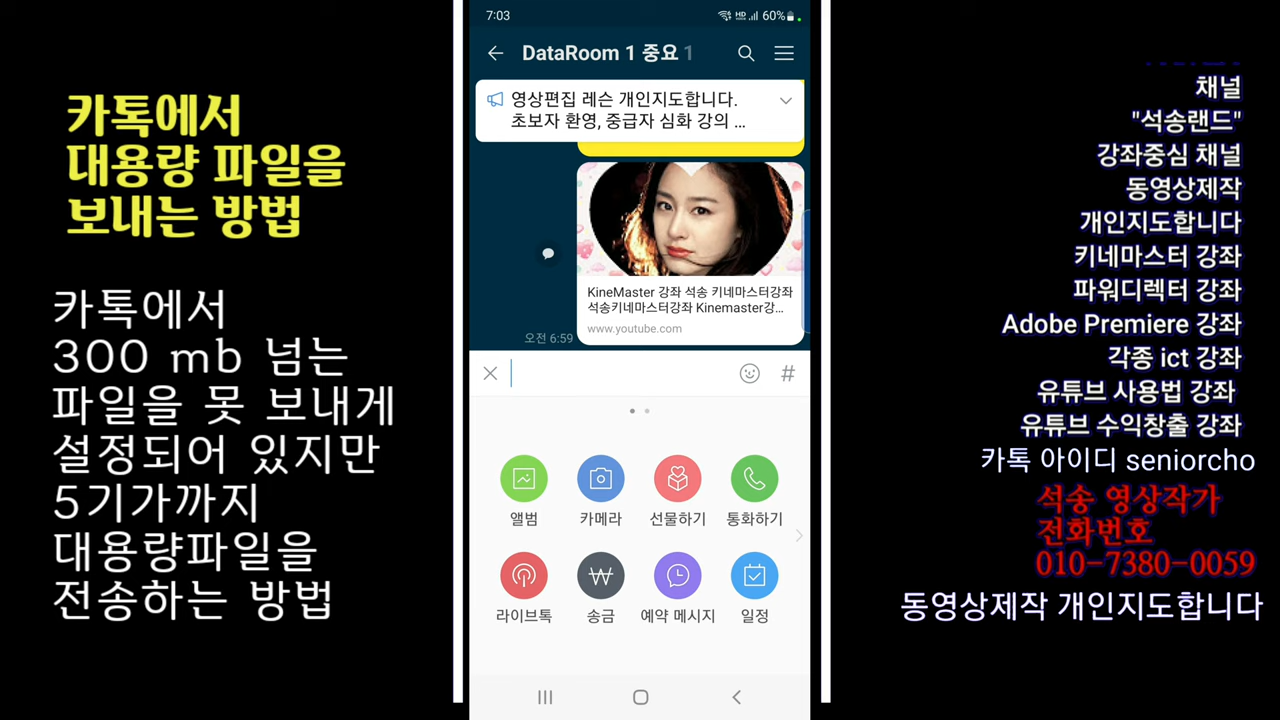 카톡에서
대용량 파일을
보내는 방법
카톡에서
300 mb 넘는
파일을 못 보내게
설정되어 있지만
5기가까지
대용량파일을
전송하는 방법
7:03
HD
60%
DataRoom 1 중요 1
영상편집 레슨 개인지도합니다.
초보자 환영, 중급자 심화 강의 ...
KineMaster 강좌 석송 키네마스터강좌
석송키네마스터강좌 Kinemaster강...
www.youtube.com
오전 6:59
#
앨범
카메라
선물하기
통화하기
라이브톡
송금
예약 메시지
일정
채널
"석송랜드"
강좌중심 채널
동영상제작
개인지도합니다
키네마스터 강좌
파워디렉터 강좌
Adobe Premiere 강좌
각종 ict 강좌
유튜브 사용법 강좌
유튜브 수익창출 강좌
카톡 아이디 seniorcho
석송 영상작가
전화번호
010-7380-0059
동영상제작 개인지도합니다